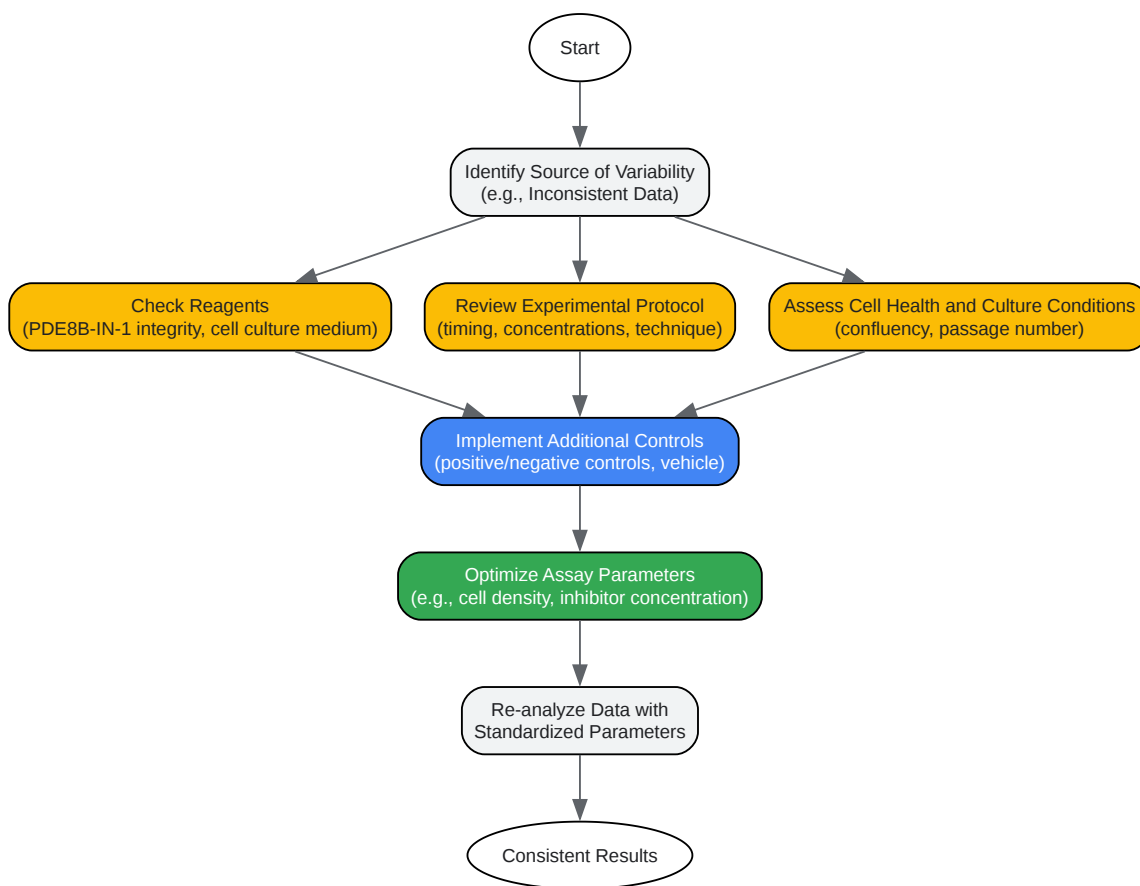 Start
Identify Source of Variability
(e.g., Inconsistent Data)
Check Reagents
(PDE8B-IN-1 integrity, cell culture medium)
Review Experimental Protocol
(timing, concentrations, technique)
Assess Cell Health and Culture Conditions
(confluency, passage number)
Implement Additional Controls
(positive/negative controls, vehicle)
Optimize Assay Parameters
(e.g., cell density, inhibitor concentration)
Re-analyze Data with
Standardized Parameters
Consistent Results